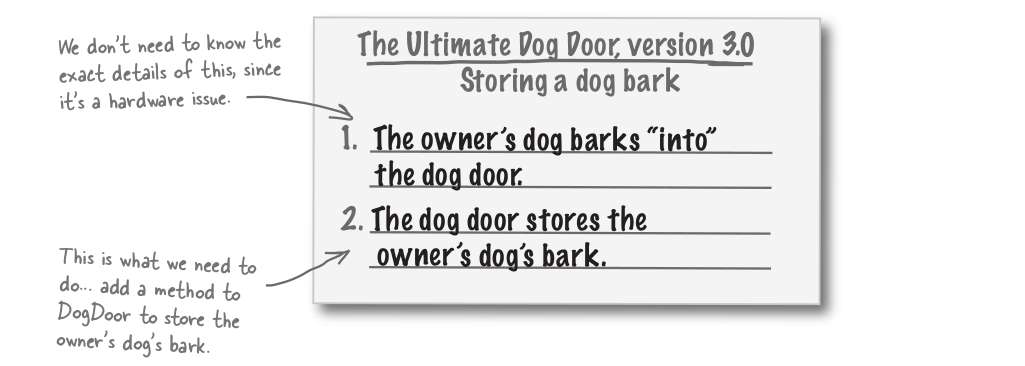 We don't need to know the
exact details of this, since
it's a hardware issue.
The Ultimate Dog Door, version 3.0
Storing a dog bark
1. The owner's dog barks "into"
the dog door.
2. The dog door stores the
owner's dog's bark.
This is what we need to
do... add a method to
DogDoor to store the
owner's dog's bark.